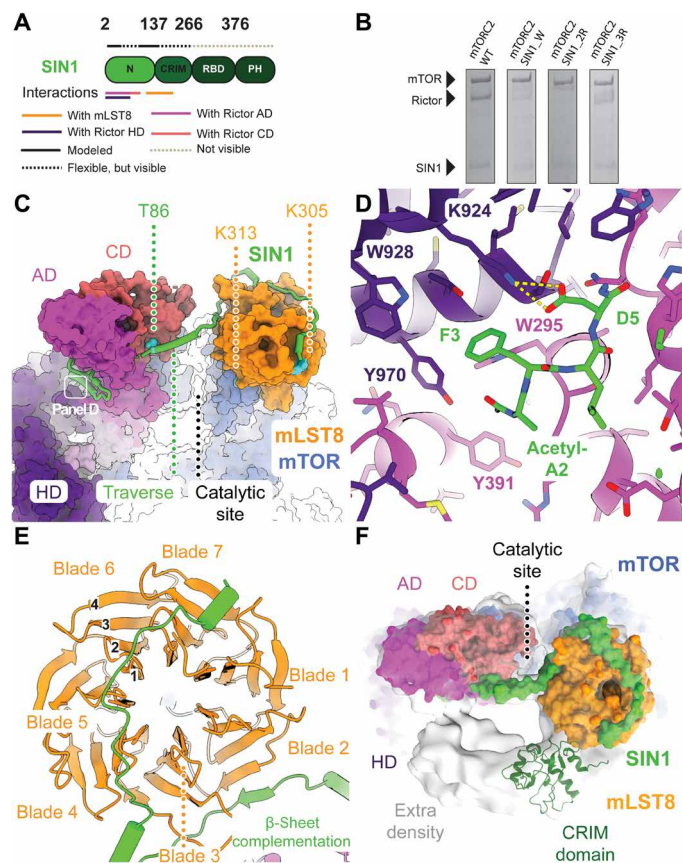 A
2 137 266 376
SIN1
N CRIM RBD PH
Interactions
With mLST8
With Rictor AD
With Rictor HD
With Rictor CD
Modeled
Not visible
Flexible, but visible
B
mTORC2 WT
mTORC2 SIN1_W
mTORC2 SIN1_2R
mTORC2 SIN1_3R
mTOR
Rictor
SIN1
C
T86
K305
K313
SIN1
CD
AD
Panel D
mLST8
mTOR
HD
Traverse
Catalytic
site
D
K924
W928
W295
D5
F3
Y970
Acetyl-
A2
Y391
E
Blade 7
Blade 6
4
3
2
1
Blade 1
Blade 5
Blade 2
Blade 4
β-Sheet
complementation
Blade 3
F
Catalytic
site
mTOR
AD
CD
HD
SIN1
Extra
density
mLST8
CRIM
domain